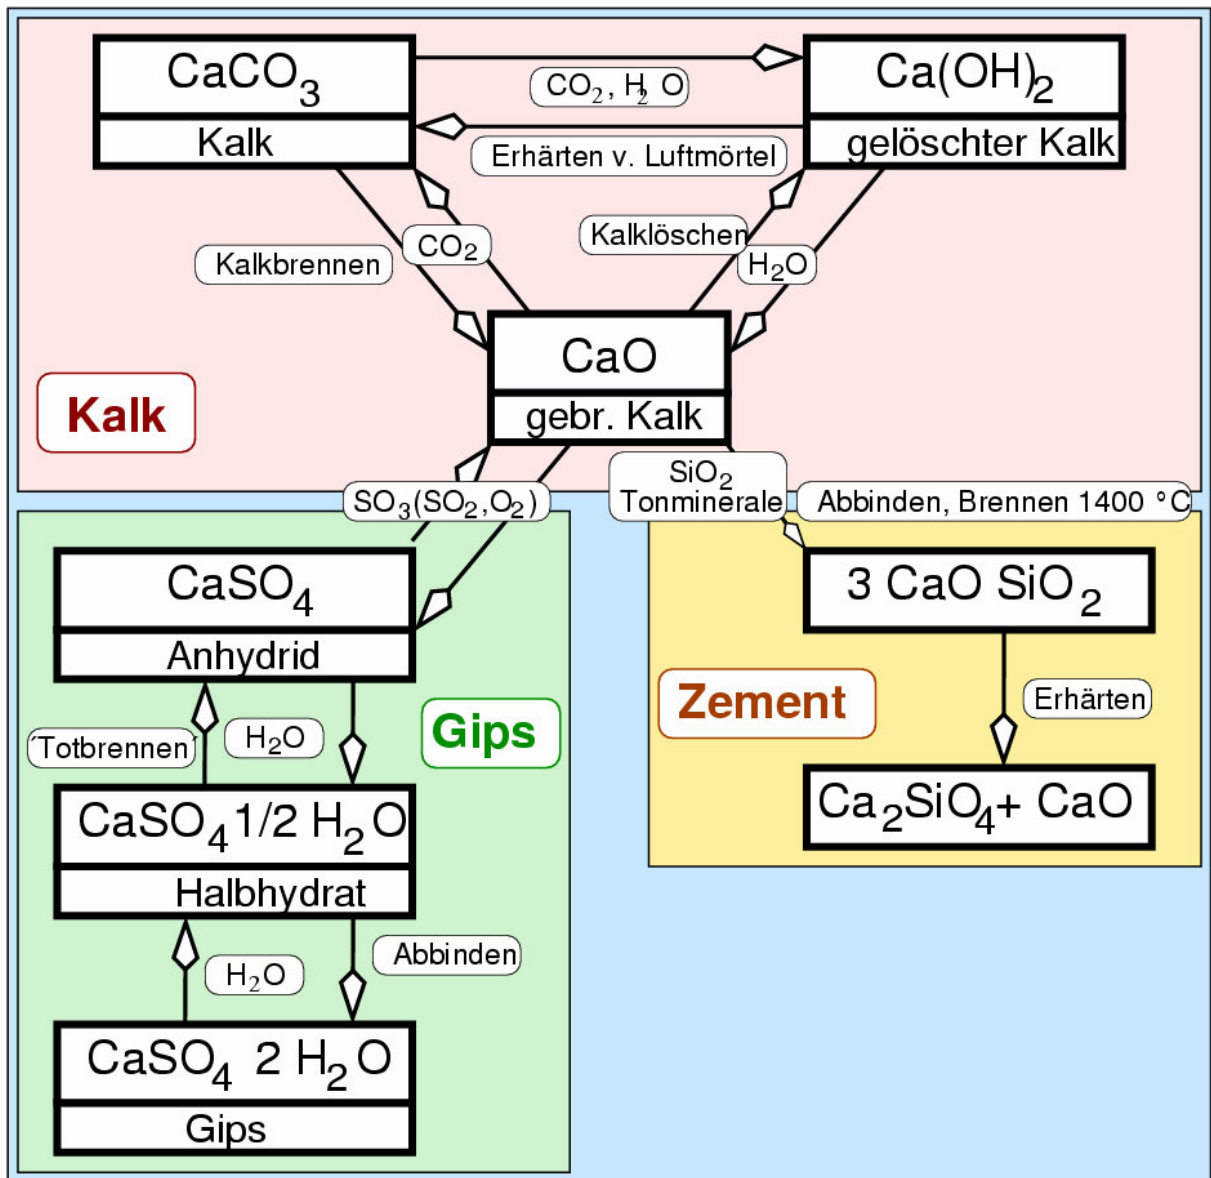 CaCO₃
Kalk
CO₂, H₂O
Erhärten v. Luftmörtel
Ca(OH)₂
gelöschter Kalk
Kalkbrennen
CO₂
Kalklöschen
H₂O
CaO
gebr. Kalk
Kalk
SO₃(SO₂,O₂)
SiO₂
Tonminerale
Abbinden, Brennen 1400 °C
CaSO₄
Anhydrid
3 CaO SiO₂
´Totbrennen´
H₂O
Gips
Zement
Erhärten
CaSO₄ 1/2 H₂O
Halbhydrat
Ca₂SiO₄+ CaO
H₂O
Abbinden
CaSO₄ 2 H₂O
Gips